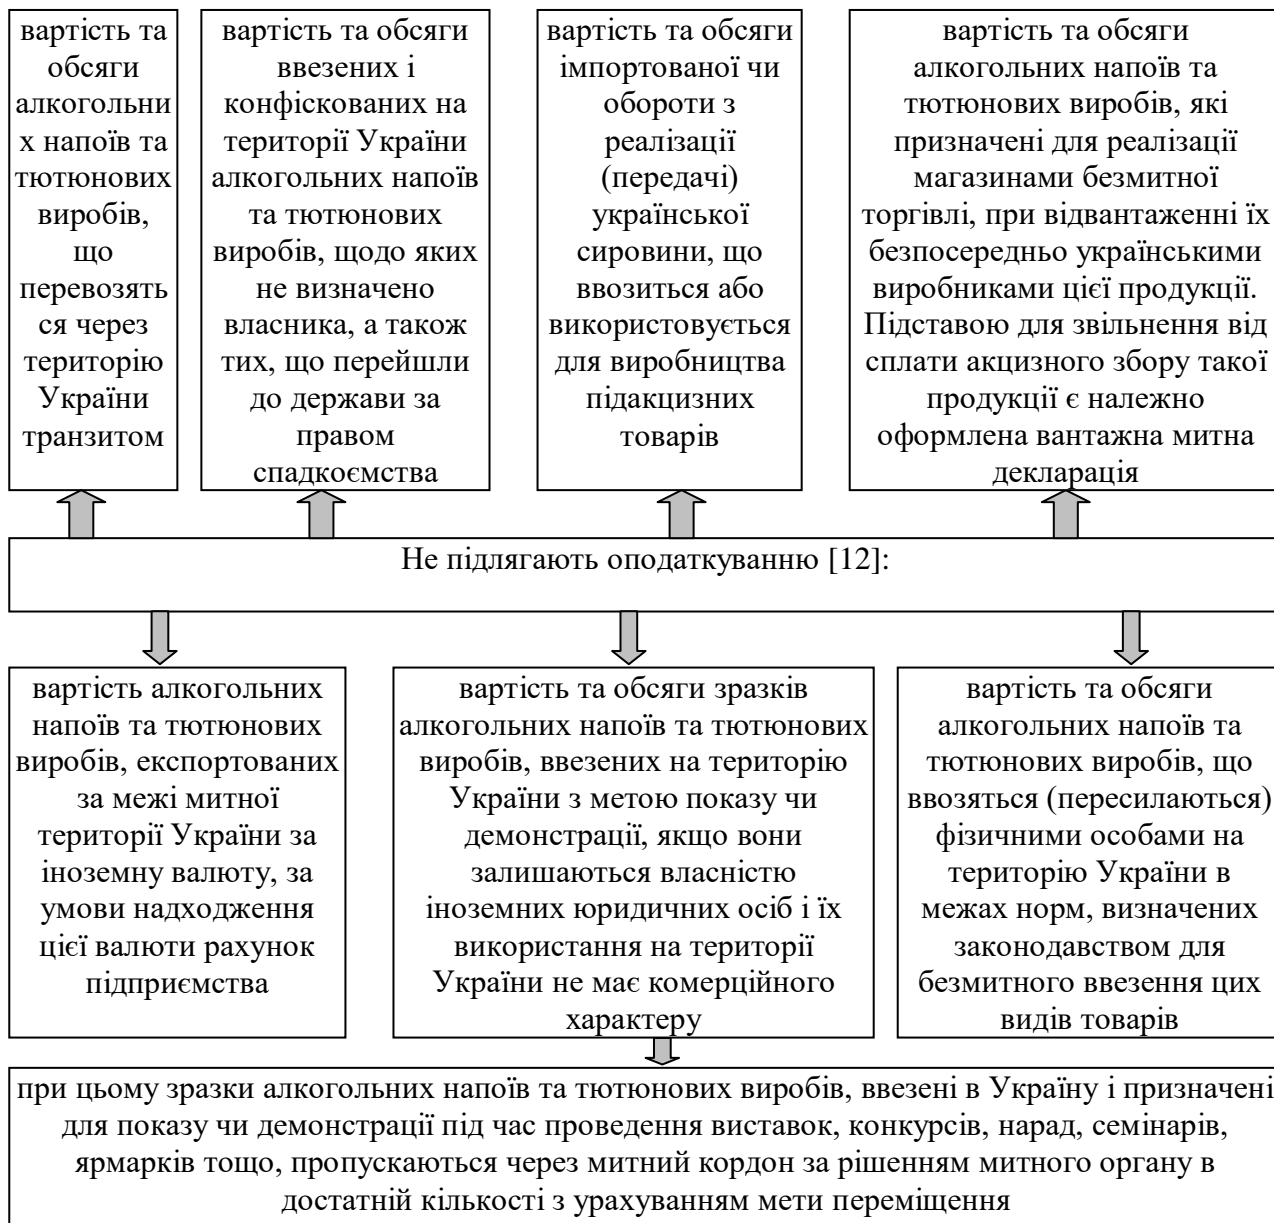 вартість та
обсяги
алкогольни
х напоїв та
тютюнових
виробів,
що
перевозять
ся через
територію
України
транзитом
вартість та обсяги
ввезених і
конфіскованих на
території України
алкогольних напоїв
та тютюнових
виробів, щодо яких
не визначено
власника, а також
тих, що перейшли
до держави за
правом
спадкоємства
вартість та обсяги
імпортованої чи
обороти з
реалізації
(передачі)
української
сировини, що
ввозиться або
використовується
для виробництва
підакцизних
товарів
вартість та обсяги
алкогольних напоїв та
тютюнових виробів, які
призначені для реалізації
магазинами безмитної
торгівлі, при відвантаженні їх
безпосередньо українськими
виробниками цієї продукції.
Підставою для звільнення від
сплати акцизного збору такої
продукції є належно
оформлена вантажна митна
декларація
Не підлягають оподаткуванню [12]:
вартість алкогольних
напоїв та тютюнових
виробів, експортованих
за межі митної
території України за
іноземну валюту, за
умови надходження
цієї валюти рахунок
підприємства
вартість та обсяги зразків
алкогольних напоїв та тютюнових
виробів, ввезених на територію
України з метою показу чи
демонстрації, якщо вони
залишаються власністю
іноземних юридичних осіб і їх
використання на території
України не має комерційного
характеру
вартість та обсяги
алкогольних напоїв та
тютюнових виробів, що
ввозяться (пересилаються)
фізичними особами на
територію України в
межах норм, визначених
законодавством для
безмитного ввезення цих
видів товарів
при цьому зразки алкогольних напоїв та тютюнових виробів, ввезені в Україну і призначені
для показу чи демонстрації під час проведення виставок, конкурсів, нарад, семінарів,
ярмарків тощо, пропускаються через митний кордон за рішенням митного органу в
достатній кількості з урахуванням мети переміщення